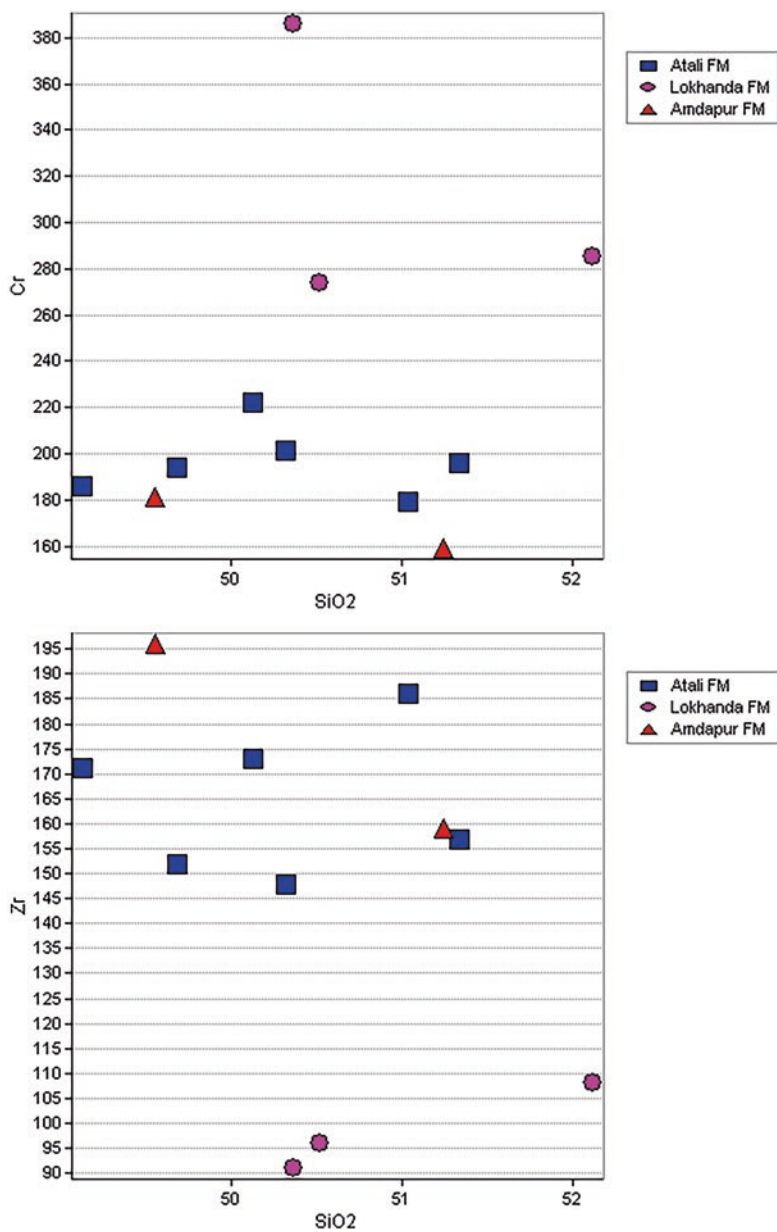 380
360
340
320
300
280
260
240
220
200
180
160
Cr
50 51 52
SiO2
Atali FM
Lokhanda FM
Amdapur FM
195
190
185
180
175
170
165
160
155
150
145
140
135
130
125
120
115
110
105
100
95
90
Zr
50 51 52
SiO2
Atali FM
Lokhanda FM
Amdapur FM